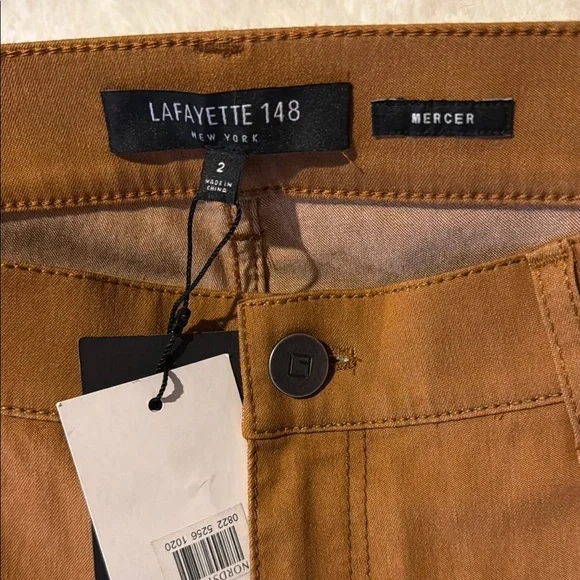 LAFAYETTE 148
NEW YORK
MERCER
2
MADE IN
CHINA
0822 5256 1020